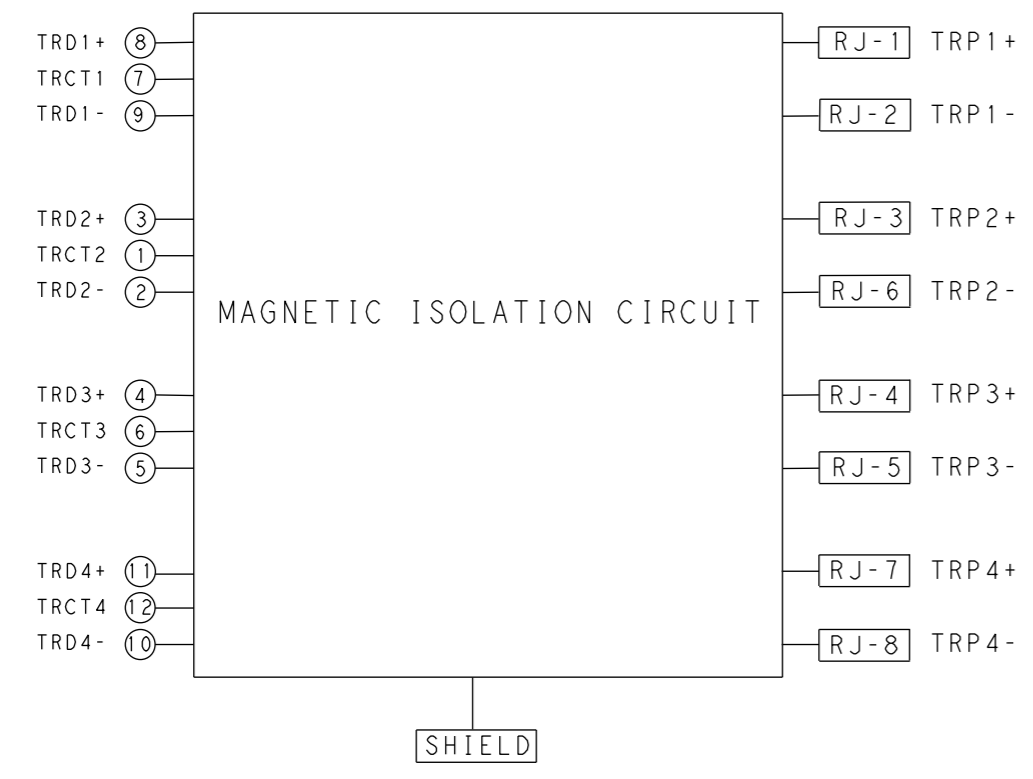 TRD1+ 8 RJ-1 TRP1+
TRCT1 7
TRD1- 9 RJ-2 TRP1-
TRD2+ 3 RJ-3 TRP2+
TRCT2 1
TRD2- 2 RJ-6 TRP2-
MAGNETIC ISOLATION CIRCUIT
TRD3+ 4 RJ-4 TRP3+
TRCT3 6
TRD3- 5 RJ-5 TRP3-
TRD4+ 11 RJ-7 TRP4+
TRCT4 12
TRD4- 10 RJ-8 TRP4-
SHIELD